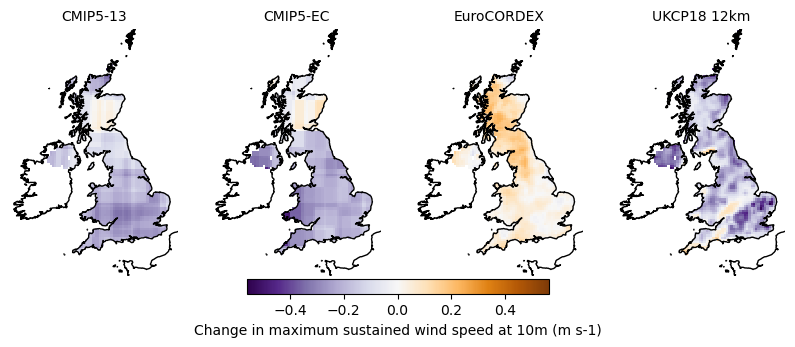 CMIP5-13 CMIP5-EC EuroCORDEX UKCP18 12km
−0.4 −0.2 0.0 0.2 0.4
Change in maximum sustained wind speed at 10m (m s-1)